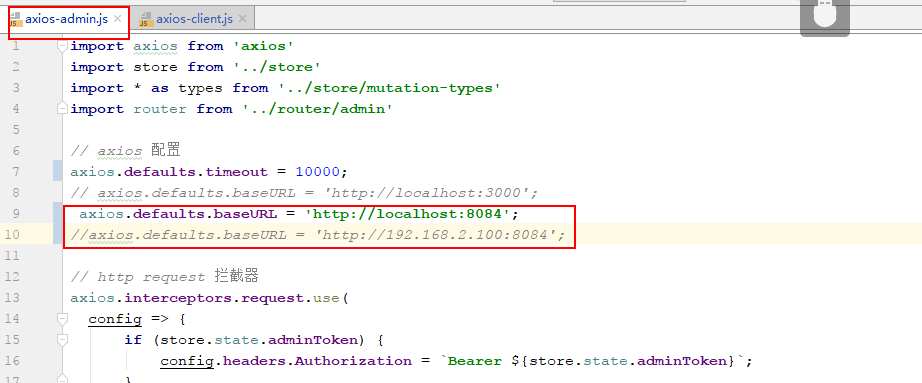 axios-admin.js axios-client.js
1 import axios from 'axios'
2 import store from '../store'
3 import * as types from '../store/mutation-types'
4 import router from '../router/admin'
5
6 // axios 配置
7 axios.defaults.timeout = 10000;
8 // axios.defaults.baseURL = 'http://localhost:3000';
9 axios.defaults.baseURL = 'http://localhost:8084';
10 //axios.defaults.baseURL = 'http://192.168.2.100:8084';
11
12 // http request 拦截器
13 axios.interceptors.request.use(
14 config => {
15 if (store.state.adminToken) {
16 config.headers.Authorization = `Bearer ${store.state.adminToken}`;
17 }